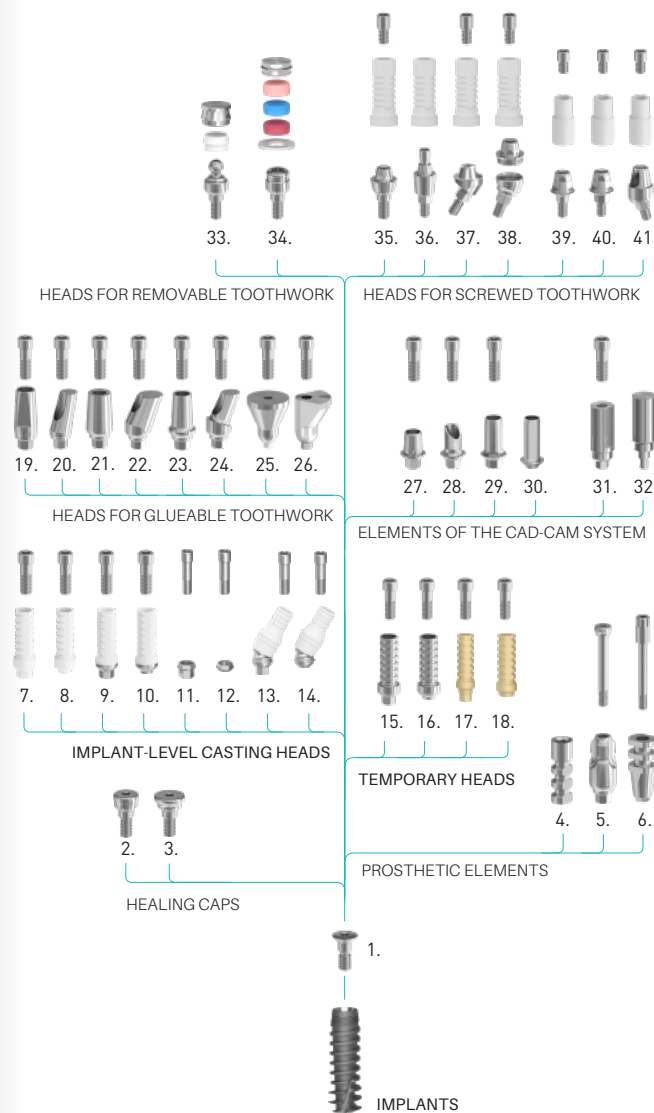 33. 34. 35. 36. 37. 38. 39. 40. 41
HEADS FOR REMOVABLE TOOTHWORK
HEADS FOR SCREWED TOOTHWORK
19. 20. 21. 22. 23. 24. 25. 26.
HEADS FOR GLUEABLE TOOTHWORK
27. 28. 29. 30. 31. 32
ELEMENTS OF THE CAD-CAM SYSTEM
7. 8. 9. 10. 11. 12. 13. 14.
IMPLANT-LEVEL CASTING HEADS
15. 16. 17. 18.
TEMPORARY HEADS
4. 5. 6.
PROSTHETIC ELEMENTS
2. 3.
HEALING CAPS
1.
IMPLANTS